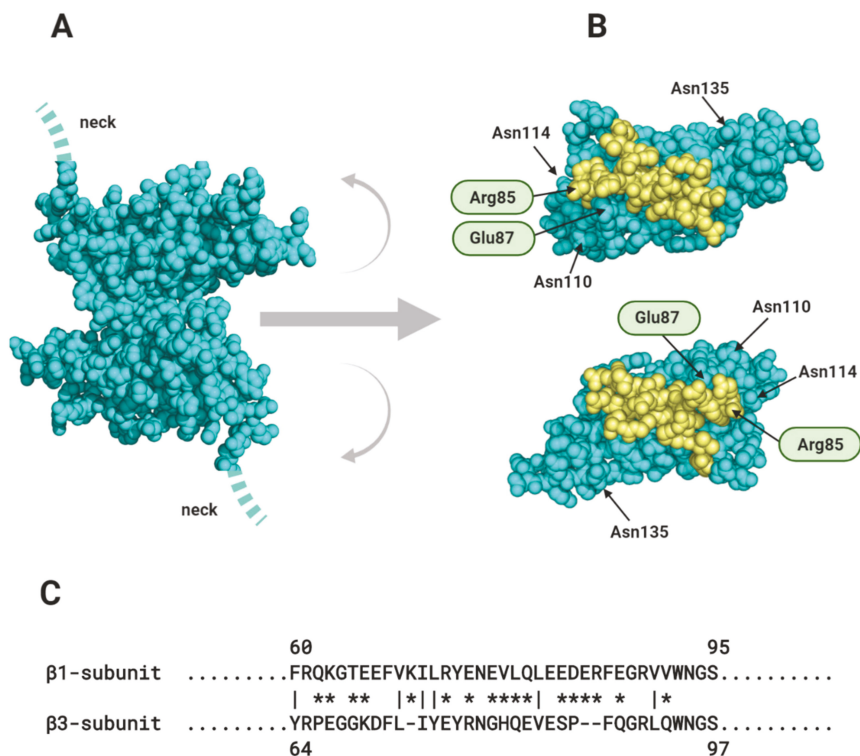 A
B
neck
neck
Asn135
Asn114
Arg85
Glu87
Asn110
Glu87
Asn110
Asn114
Arg85
Asn135
C
60 95
β1-subunit .........FRQKGTEEFVKILRYENEVLQLEEDERFEGRVVWNGS..........
| ** **  |*||* * ****| **** *  |*
β3-subunit .........YRPEGGKDFL-IYEYRNGHQEVESP--FQGRLQWNGS..........
64 97